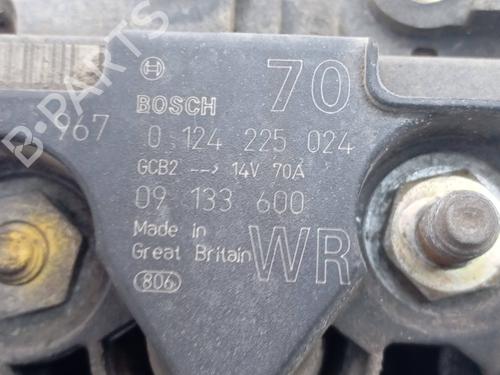 B-PARTS
70
BOSCH
967
0 124 225 024
GCB2 --> 14V 70A
09 133 600
Made in
Great Britain
WR
806